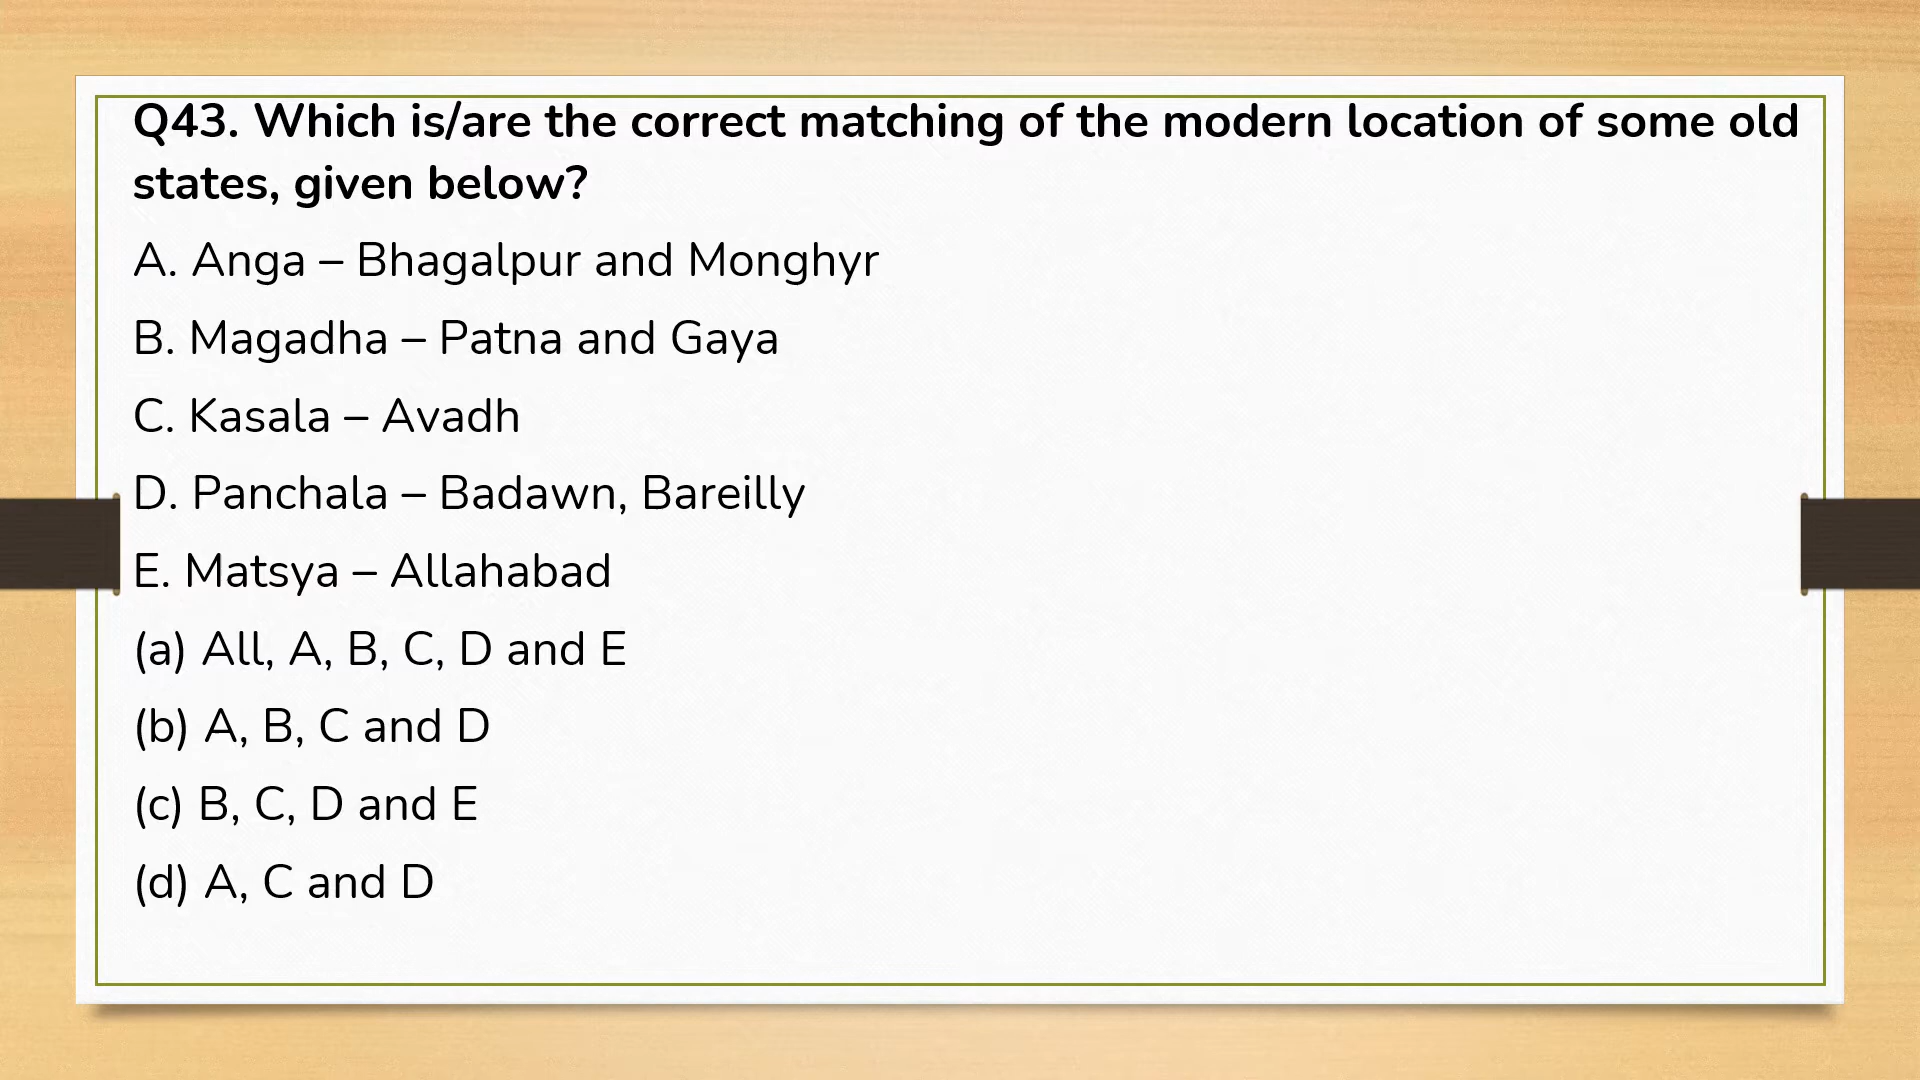 Q43. Which is/are the correct matching of the modern location of some old
states, given below?
A. Anga – Bhagalpur and Monghyr
B. Magadha – Patna and Gaya
C. Kasala – Avadh
D. Panchala – Badawn, Bareilly
E. Matsya – Allahabad
(a) All, A, B, C, D and E
(b) A, B, C and D
(c) B, C, D and E
(d) A, C and D